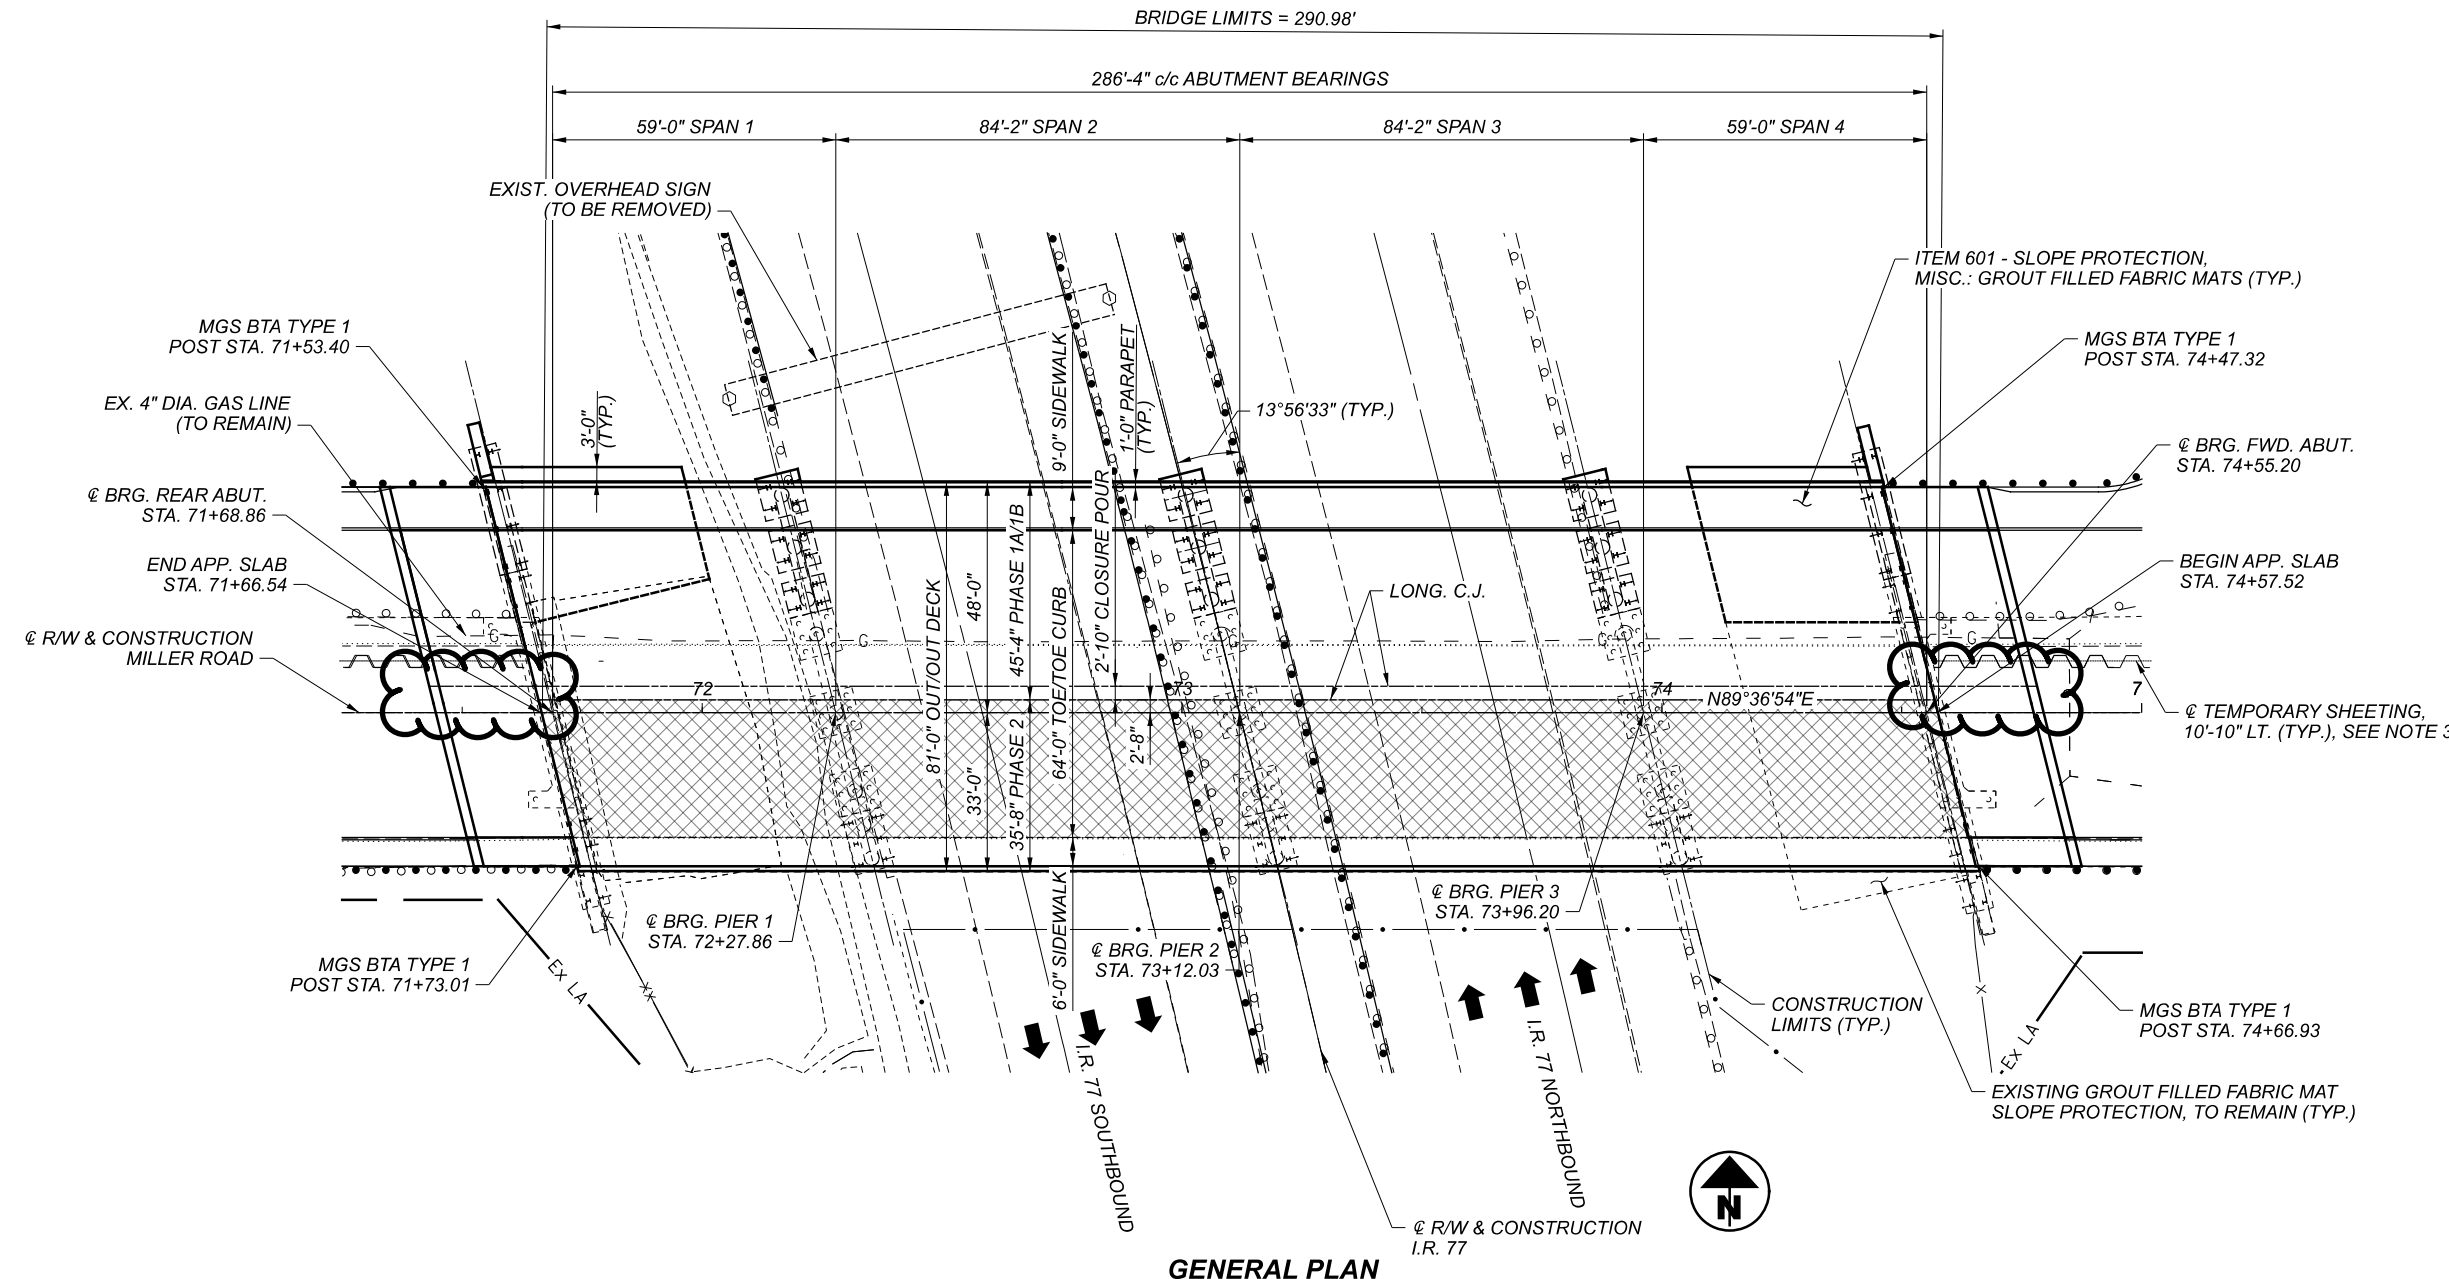 BRIDGE LIMITS = 290.98'
286'-4" c/c ABUTMENT BEARINGS
59'-0" SPAN 1
84'-2" SPAN 2
84'-2" SPAN 3
59'-0" SPAN 4
EXIST. OVERHEAD SIGN
(TO BE REMOVED)
ITEM 601 - SLOPE PROTECTION,
MISC.: GROUT FILLED FABRIC MATS (TYP.)
MGS BTA TYPE 1
POST STA. 71+53.40
MGS BTA TYPE 1
POST STA. 74+47.32
EX. 4" DIA. GAS LINE
(TO REMAIN)
3'-0"
(TYP.)
9'-0" SIDEWALK
1'-0" PARAPET
(TYP.)
13°56'33" (TYP.)
℄ BRG. FWD. ABUT.
STA. 74+55.20
℄ BRG. REAR ABUT.
STA. 71+68.86
END APP. SLAB
STA. 71+66.54
BEGIN APP. SLAB
STA. 74+57.52
81'-0" OUT/OUT DECK
48'-0"
45'-4" PHASE 1A/1B
64'-0" TOE/TOE CURB
2'-10" CLOSURE POUR
LONG. C.J.
℄ R/W & CONSTRUCTION
MILLER ROAD
G
G
G
G
72
73
74
7
N89°36'54"E
℄ TEMPORARY SHEETING,
10'-10" LT. (TYP.), SEE NOTE 3
2'-8"
33'-0"
35'-8" PHASE 2
6'-0" SIDEWALK
℄ BRG. PIER 1
STA. 72+27.86
℄ BRG. PIER 2
STA. 73+12.03
℄ BRG. PIER 3
STA. 73+96.20
MGS BTA TYPE 1
POST STA. 71+73.01
Ex LA
X
XX
X
CONSTRUCTION
LIMITS (TYP.)
MGS BTA TYPE 1
POST STA. 74+66.93
Ex LA
I.R. 77 SOUTHBOUND
I.R. 77 NORTHBOUND
EXISTING GROUT FILLED FABRIC MAT
SLOPE PROTECTION, TO REMAIN (TYP.)
N
℄ R/W & CONSTRUCTION
I.R. 77
GENERAL PLAN